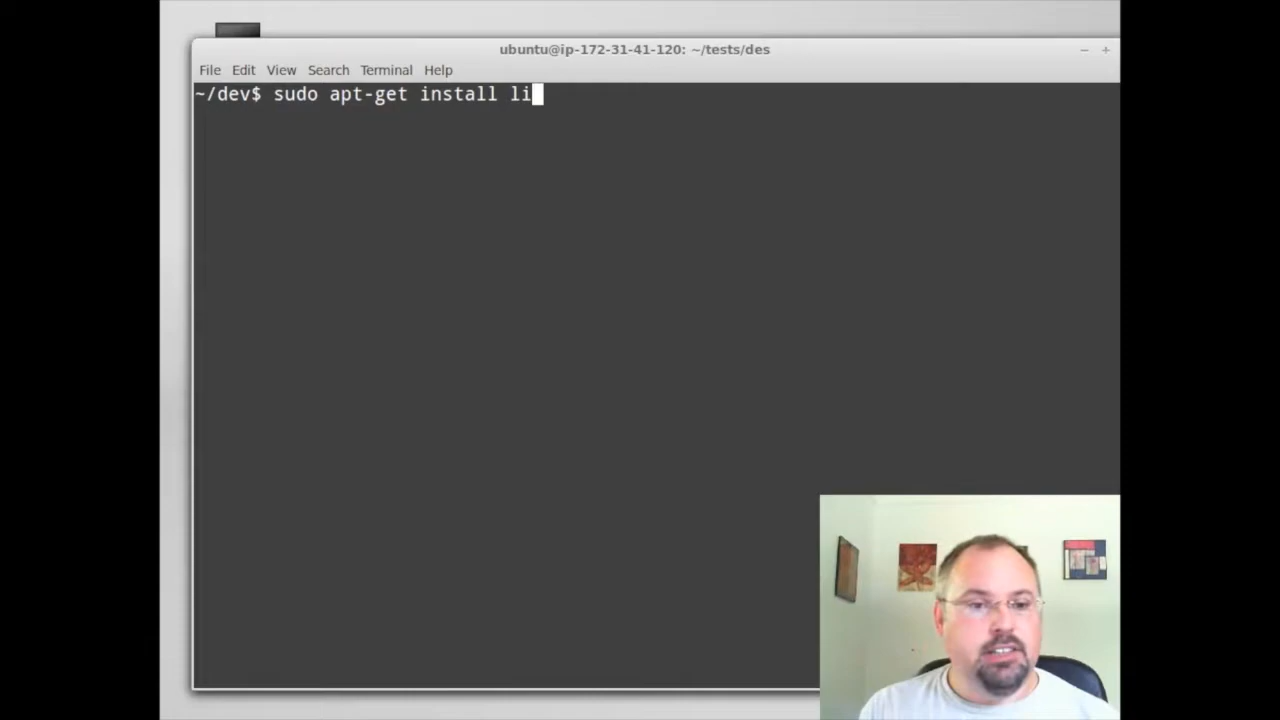 ubuntu@ip-172-31-41-120: ~/tests/des
File Edit View Search Terminal Help
~/dev$ sudo apt-get install li